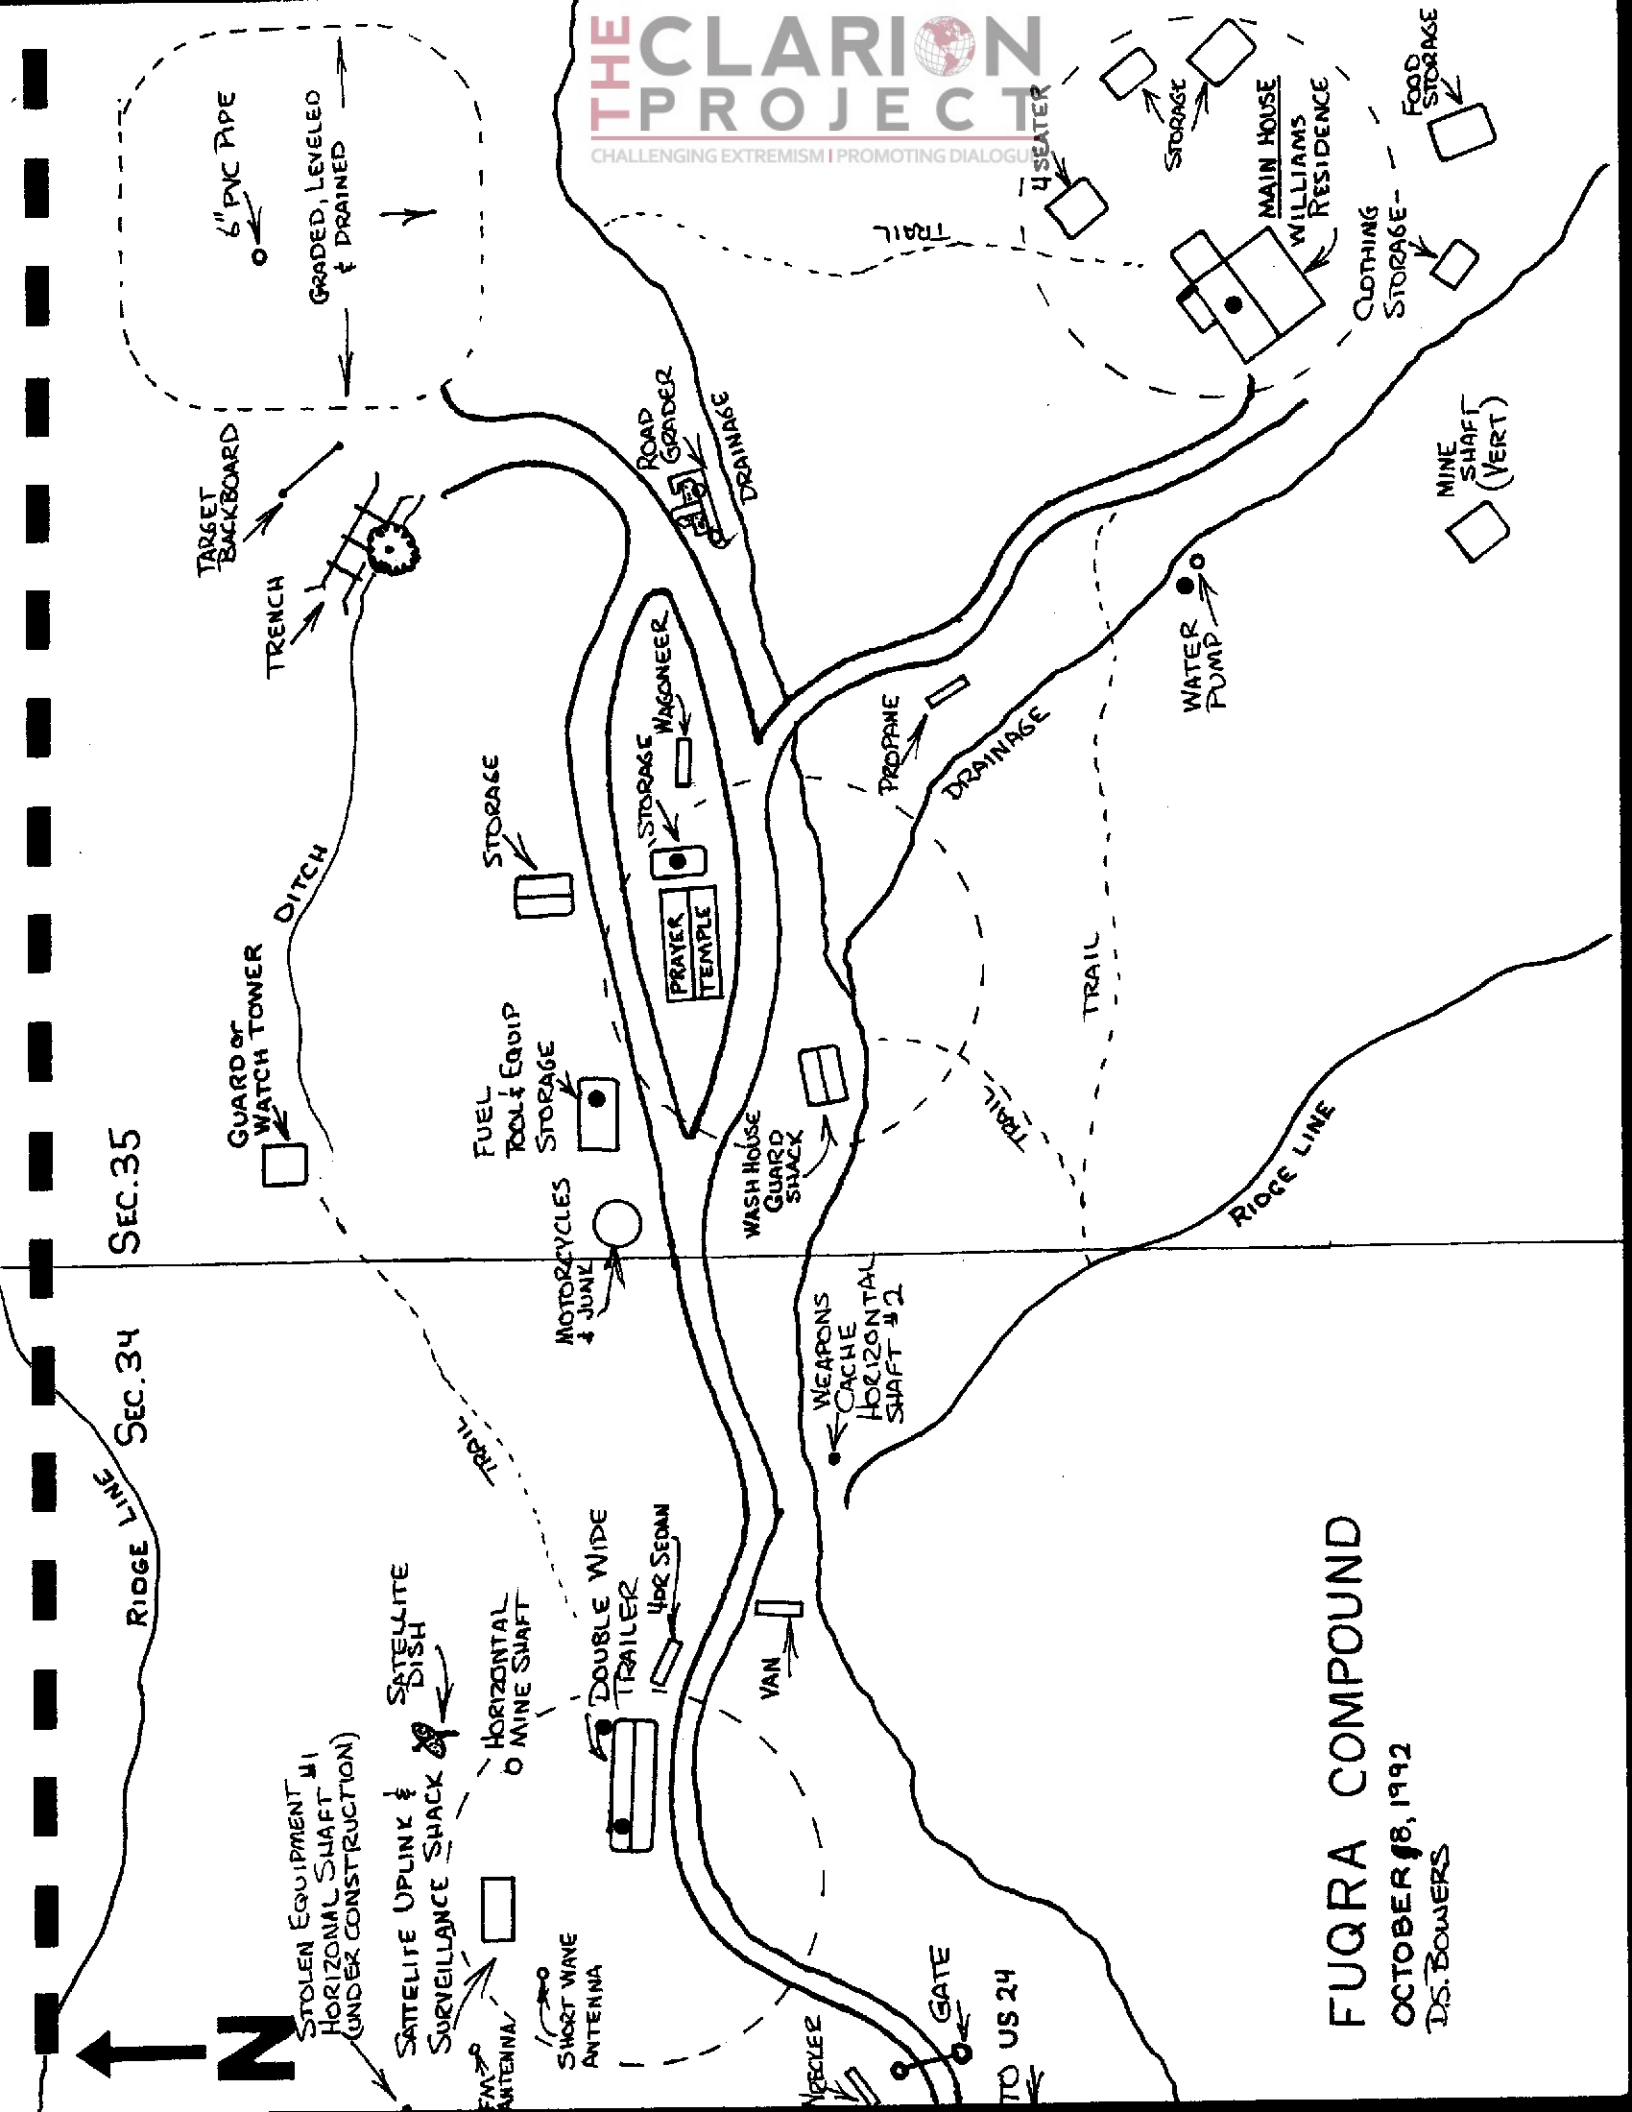 THE
CLARION
PROJECT
CHALLENGING EXTREMISM | PROMOTING DIALOGU
6" PVC PIPE
GRADED, LEVELED
& DRAINED
TARGET
BACKBOARD
TRENCH
DITCH
GUARD or
WATCH TOWER
SEC. 35
SEC. 34
RIDGE LINE
ROAD
GRADER
DRAINAGE
TRAIL
4 SEATER
STORAGE
MAIN HOUSE
WILLIAMS
RESIDENCE
FOOD
STORAGE
CLOTHING
STORAGE-
MINE
SHAFT
(VERT)
WATER
PUMP
PROPANE
DRAINAGE
TRAIL
WAGONEER
STORAGE
PRAYER
TEMPLE
STORAGE
FUEL
TOOL & EQUIP
STORAGE
MOTORCYCLES
& JUNK
WASH HOUSE
GUARD
SHACK
TRAIL
RIDGE LINE
WEAPONS
CACHE
HORIZONTAL
SHAFT #2
TRAIL
DOUBLE WIDE
TRAILER
4DR SEDAN
VAN
SATELLITE
DISH
HORIZONTAL
MINE SHAFT
STOLEN EQUIPMENT
HORIZONAL SHAFT #1
(UNDER CONSTRUCTION)
SATTELITE UPLINK &
SURVEILLANCE SHACK
FM
ANTENNA
SHORT WAVE
ANTENNA
N
WRECKER
GATE
TO US 24
FUQRA COMPOUND
OCTOBER 18, 1992
D.S. BOWERS